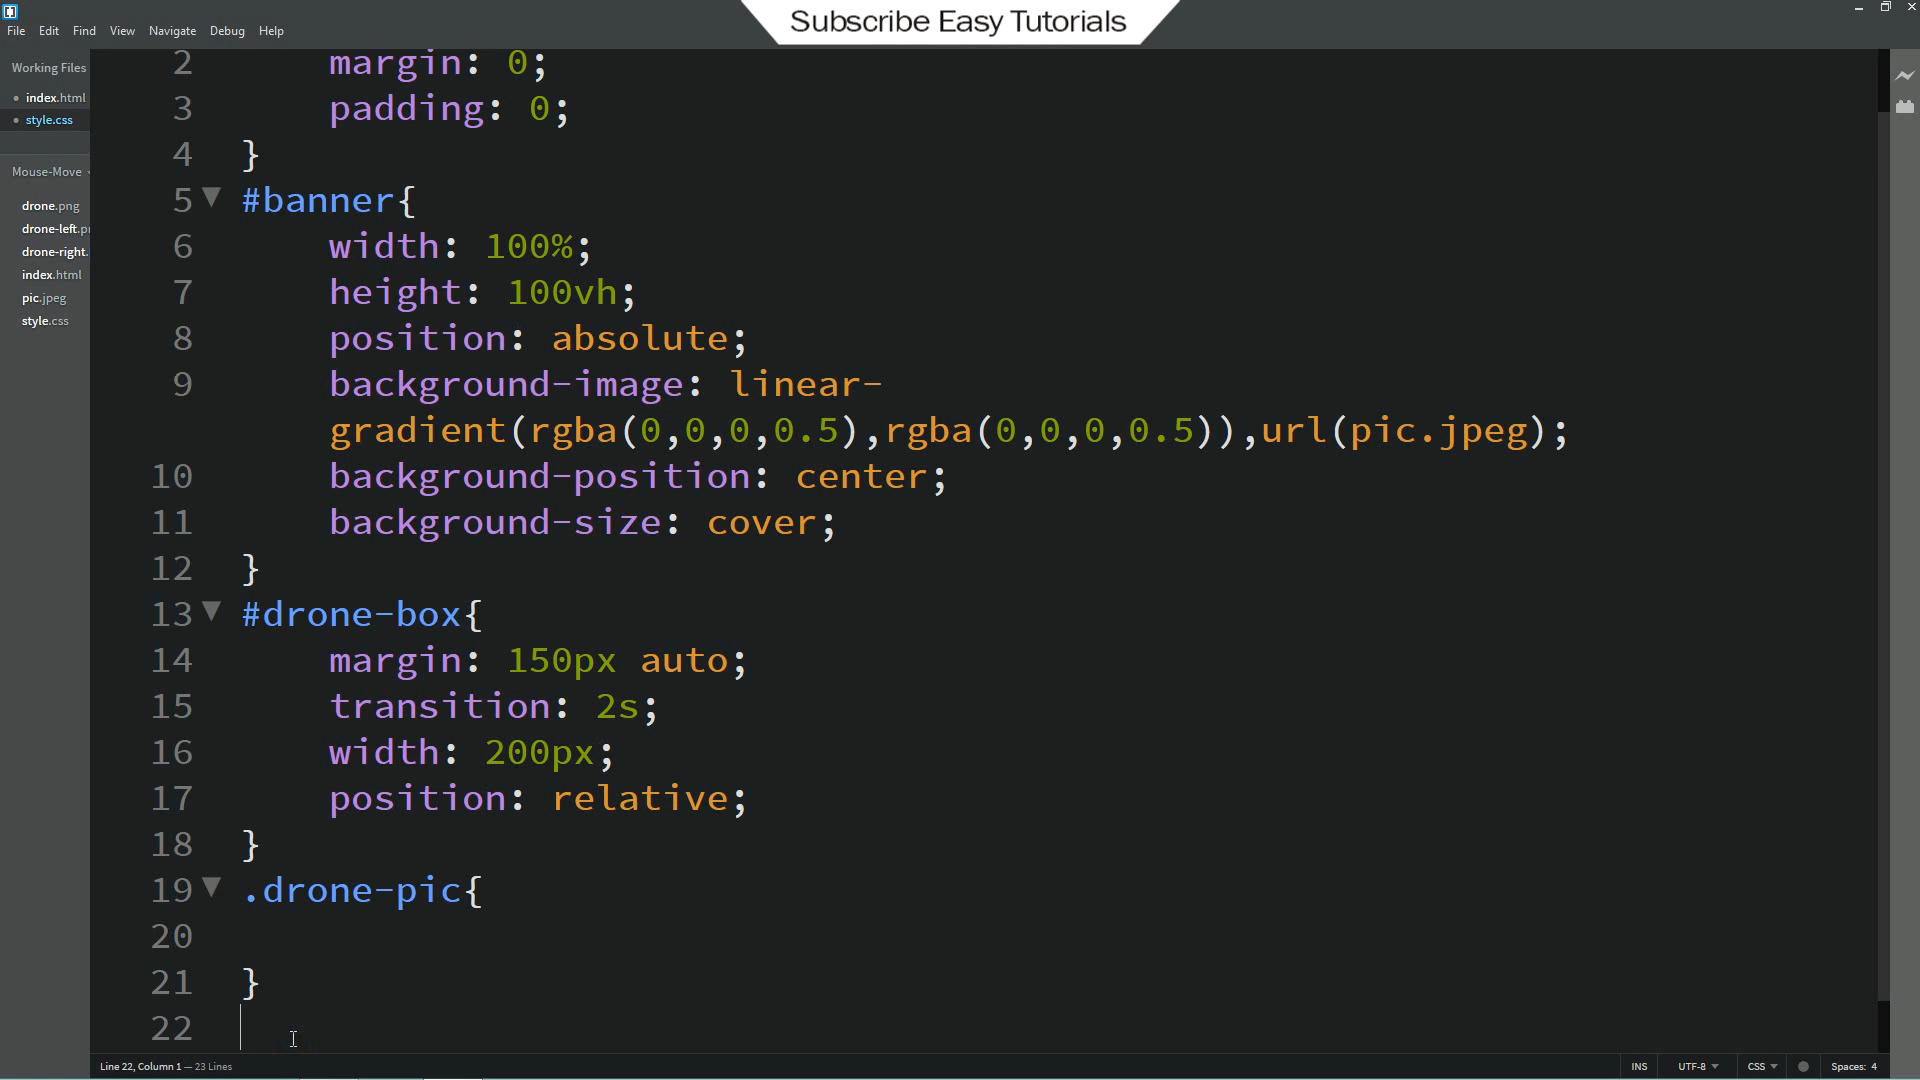 Subscribe Easy Tutorials
File Edit Find View Navigate Debug Help
Working Files
index.html
style.css
Mouse-Move
drone.png
drone-left.p
drone-right.
index.html
pic.jpeg
style.css
2 margin: 0;
3 padding: 0;
4 }
5 #banner{
6 width: 100%;
7 height: 100vh;
8 position: absolute;
9 background-image: linear-
gradient(rgba(0,0,0,0.5),rgba(0,0,0,0.5)),url(pic.jpeg);
10 background-position: center;
11 background-size: cover;
12 }
13 #drone-box{
14 margin: 150px auto;
15 transition: 2s;
16 width: 200px;
17 position: relative;
18 }
19 .drone-pic{
20
21 }
22
Line 22, Column 1 — 23 Lines
INS UTF-8 CSS Spaces: 4